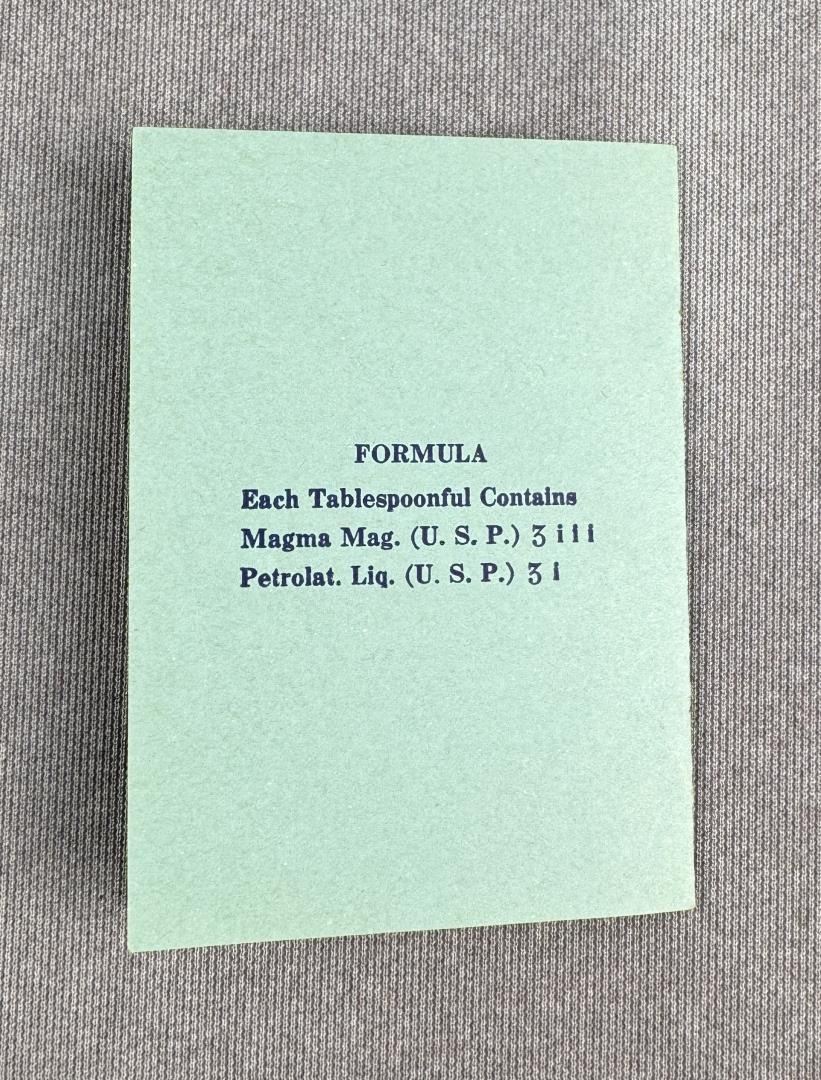 FORMULA
Each Tablespoonful Contains
Magma Mag. (U. S. P.) ʒ iii
Petrolat. Liq. (U. S. P.) ʒ i